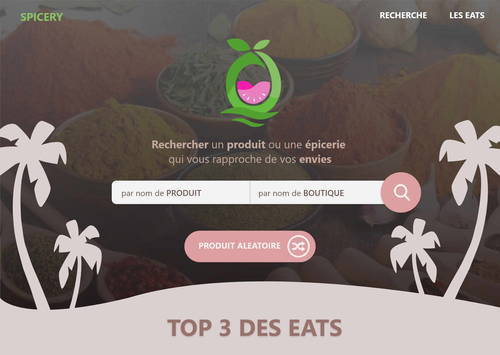 SPICERY
RECHERCHE
LES EATS
Rechercher un produit ou une épicerie
qui vous rapproche de vos envies
par nom de PRODUIT
par nom de BOUTIQUE
PRODUIT ALEATOIRE
TOP 3 DES EATS